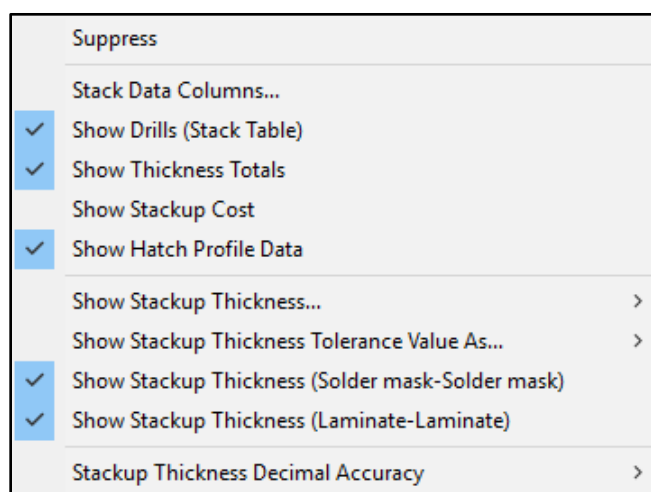 Suppress
Stack Data Columns...
Show Drills (Stack Table)
Show Thickness Totals
Show Stackup Cost
Show Hatch Profile Data
Show Stackup Thickness...
Show Stackup Thickness Tolerance Value As...
Show Stackup Thickness (Solder mask-Solder mask)
Show Stackup Thickness (Laminate-Laminate)
Stackup Thickness Decimal Accuracy